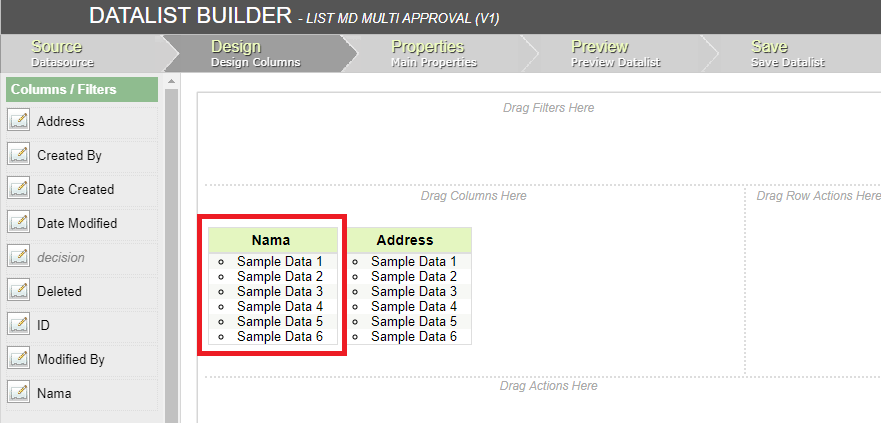 DATALIST BUILDER - LIST MD MULTI APPROVAL (V1)
Source
Datasource
Design
Design Columns
Properties
Main Properties
Preview
Preview Datalist
Save
Save Datalist
Columns / Filters
Address
Created By
Date Created
Date Modified
decision
Deleted
ID
Modified By
Nama
Drag Filters Here
Drag Columns Here
Drag Row Actions Here
Nama
Sample Data 1
Sample Data 2
Sample Data 3
Sample Data 4
Sample Data 5
Sample Data 6
Address
Sample Data 1
Sample Data 2
Sample Data 3
Sample Data 4
Sample Data 5
Sample Data 6
Drag Actions Here